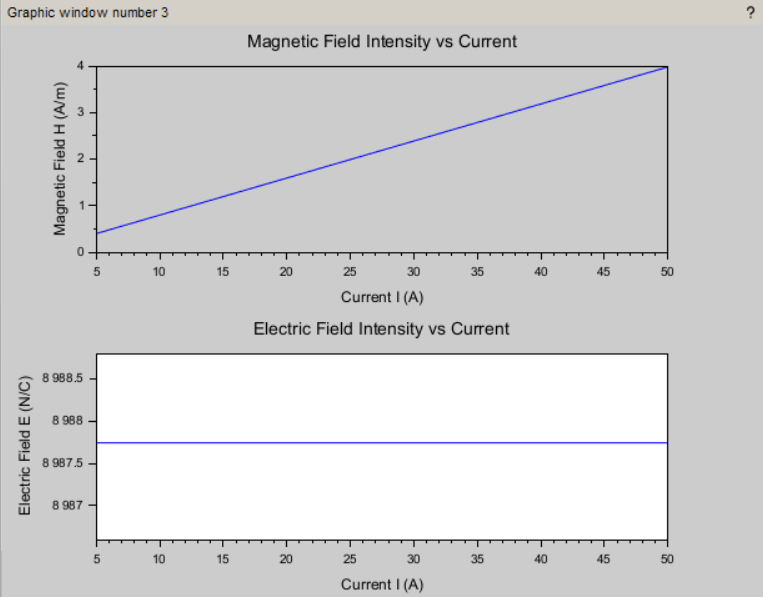 Graphic window number 3 ?
Magnetic Field Intensity vs Current
Magnetic Field H (A/m)
4
3
2
1
0
5 10 15 20 25 30 35 40 45 50
Current I (A)
Electric Field Intensity vs Current
Electric Field E (N/C)
8 988.5
8 988
8 987.5
8 987
5 10 15 20 25 30 35 40 45 50
Current I (A)